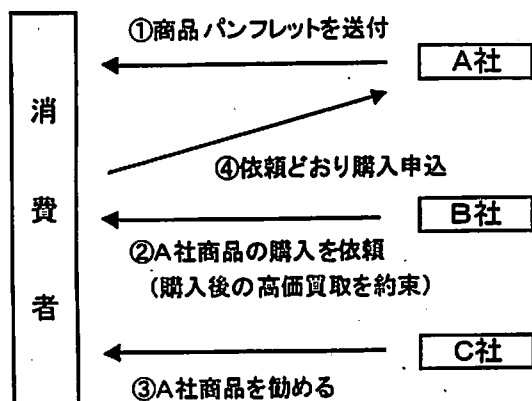 ①商品パンフレットを送付
A社
消費者
④依頼どおり購入申込
B社
②A社商品の購入を依頼
(購入後の高価買取を約束)
C社
③A社商品を勧める